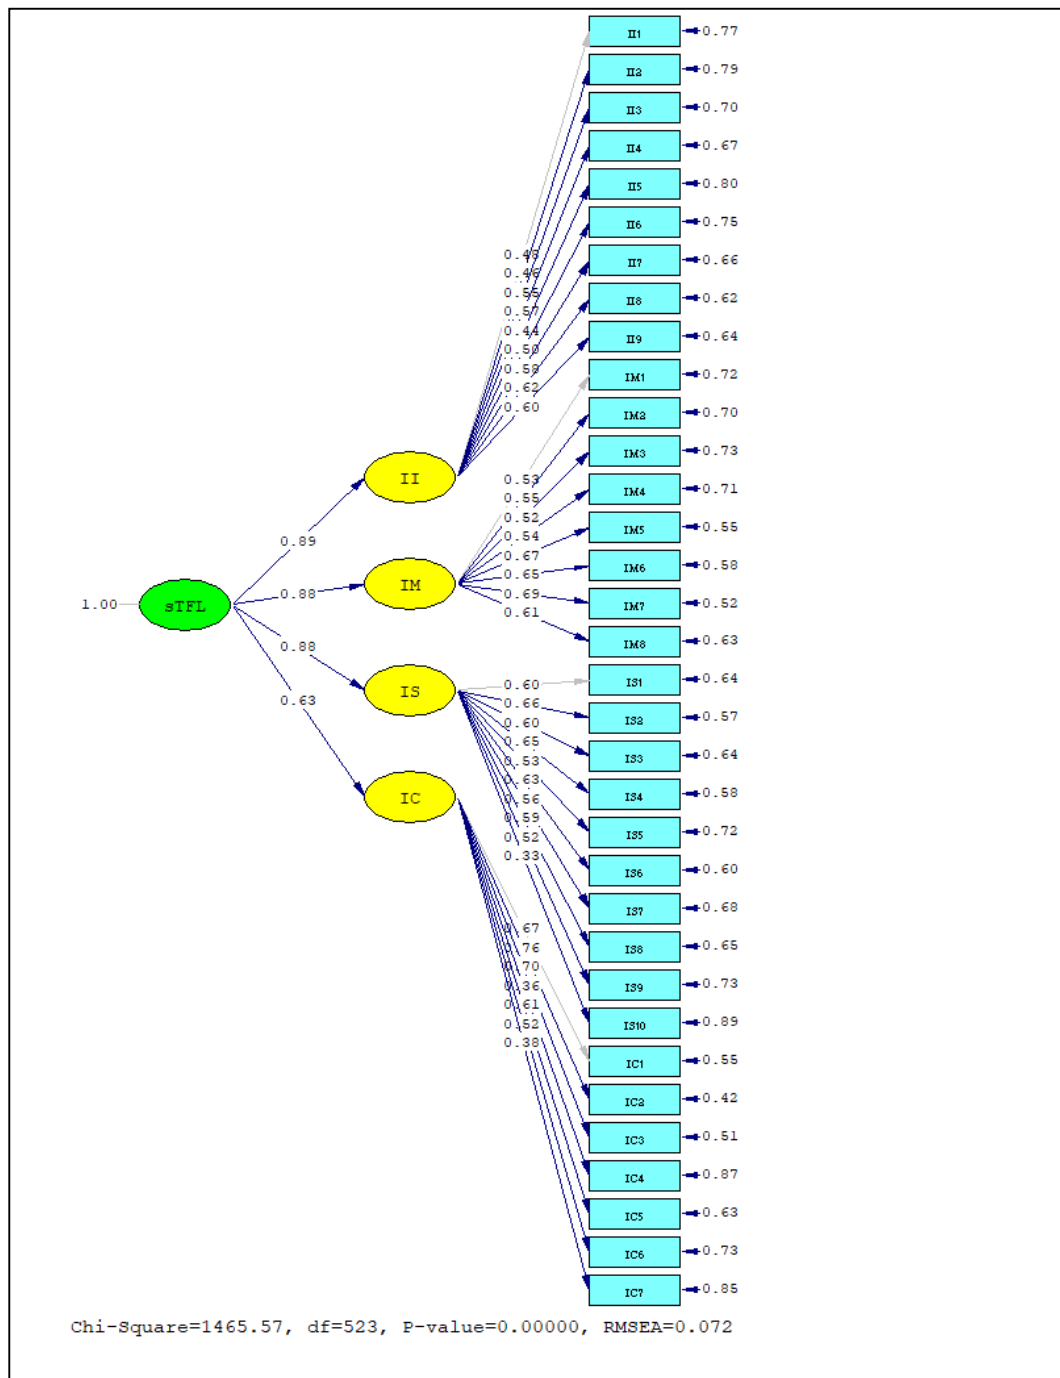 II1 0.77
II2 0.79
II3 0.70
II4 0.67
II5 0.80
II6 0.75
II7 0.66
II8 0.62
II9 0.64
IM1 0.72
IM2 0.70
IM3 0.73
IM4 0.71
IM5 0.55
IM6 0.58
IM7 0.52
IM8 0.63
IS1 0.64
IS2 0.57
IS3 0.64
IS4 0.58
IS5 0.72
IS6 0.60
IS7 0.68
IS8 0.65
IS9 0.73
IS10 0.89
IC1 0.55
IC2 0.42
IC3 0.51
IC4 0.87
IC5 0.63
IC6 0.73
IC7 0.85
0.48
0.46
0.55
0.57
0.44
0.50
0.58
0.62
0.60
0.53
0.55
0.52
0.54
0.67
0.65
0.69
0.61
0.60
0.66
0.60
0.65
0.53
0.63
0.56
0.59
0.52
0.33
0.67
0.76
0.70
0.36
0.61
0.52
0.38
II
IM
IS
IC
0.89
0.88
0.88
0.63
1.00 sTFL
Chi-Square=1465.57, df=523, P-value=0.00000, RMSEA=0.072